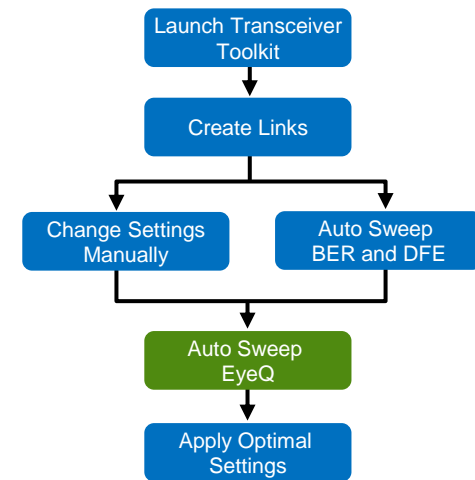 Launch Transceiver
Toolkit
Create Links
Change Settings
Manually
Auto Sweep
BER and DFE
Auto Sweep
EyeQ
Apply Optimal
Settings